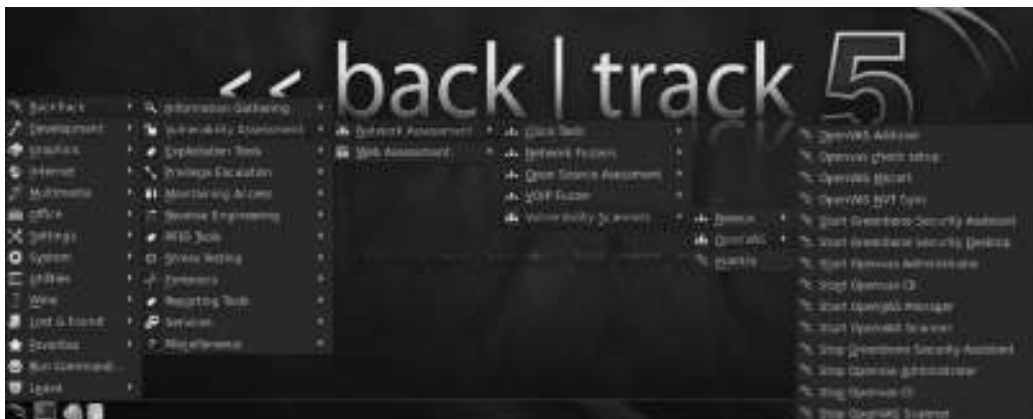 << back | track 5
BackTrack
Development
Graphics
Internet
Multimedia
Office
Settings
System
Utilities
Wine
Lost & Found
Favorites
Run Command...
Leave
Information Gathering
Vulnerability Assessment
Exploitation Tools
Privilege Escalation
Maintaining Access
Reverse Engineering
RFID Tools
Stress Testing
Forensics
Reporting Tools
Services
Miscellaneous
Network Assessment
Web Assessment
Cisco Tools
Network Fuzzers
Open Source Assesment
VOIP Fuzzer
Vulnerability Scanners
Nessus
OpenVAS
OpenVAS Adduser
Openvas check setup
OpenVAS Mkcert
OpenVAS NVT Sync
Start Greenbone Security Assistant
Start Greenbone Security Desktop
Start Openvas Administrator
Start Openvas Cli
Start OpenVAS Manager
Start OpenVAS Scanner
Stop Greenbone Security Assistant
Stop Openvas Administrator
Stop Openvas Cli
Stop OpenVAS Scanner